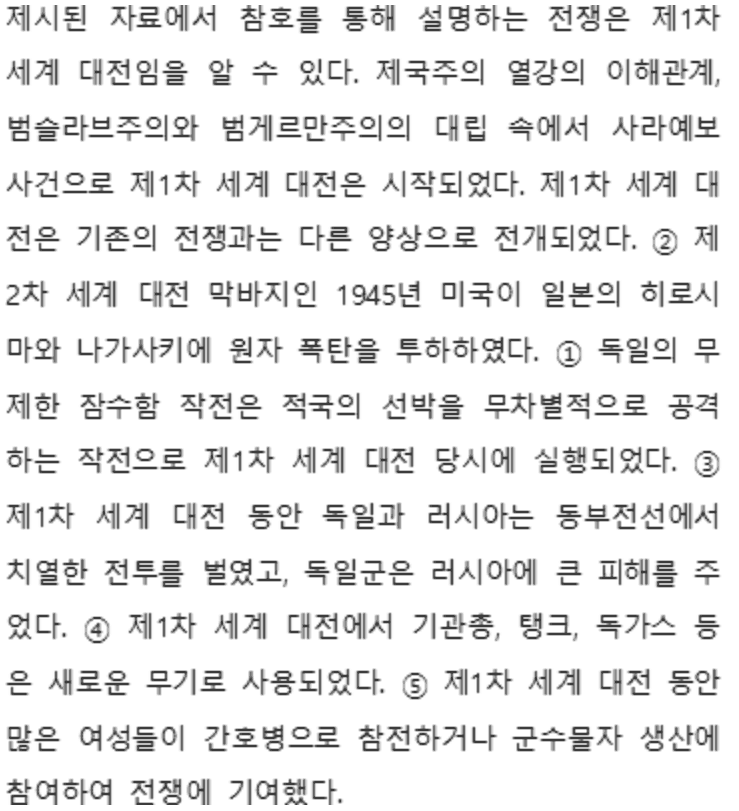 제시된 자료에서 참호를 통해 설명하는 전쟁은 제1차
세계 대전임을 알 수 있다. 제국주의 열강의 이해관계,
범슬라브주의와 범게르만주의의 대립 속에서 사라예보
사건으로 제1차 세계 대전은 시작되었다. 제1차 세계 대
전은 기존의 전쟁과는 다른 양상으로 전개되었다. ② 제
2차 세계 대전 막바지인 1945년 미국이 일본의 히로시
마와 나가사키에 원자 폭탄을 투하하였다. ① 독일의 무
제한 잠수함 작전은 적국의 선박을 무차별적으로 공격
하는 작전으로 제1차 세계 대전 당시에 실행되었다. ③
제1차 세계 대전 동안 독일과 러시아는 동부전선에서
치열한 전투를 벌였고, 독일군은 러시아에 큰 피해를 주
었다. ④ 제1차 세계 대전에서 기관총, 탱크, 독가스 등
은 새로운 무기로 사용되었다. ⑤ 제1차 세계 대전 동안
많은 여성들이 간호병으로 참전하거나 군수물자 생산에
참여하여 전쟁에 기여했다.